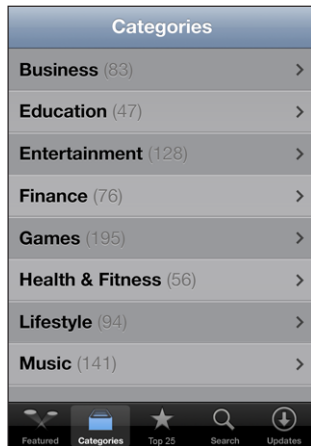 Categories
Business (83)
Education (47)
Entertainment (128)
Finance (76)
Games (195)
Health & Fitness (56)
Lifestyle (94)
Music (141)
Featured Categories Top 25 Search Updates